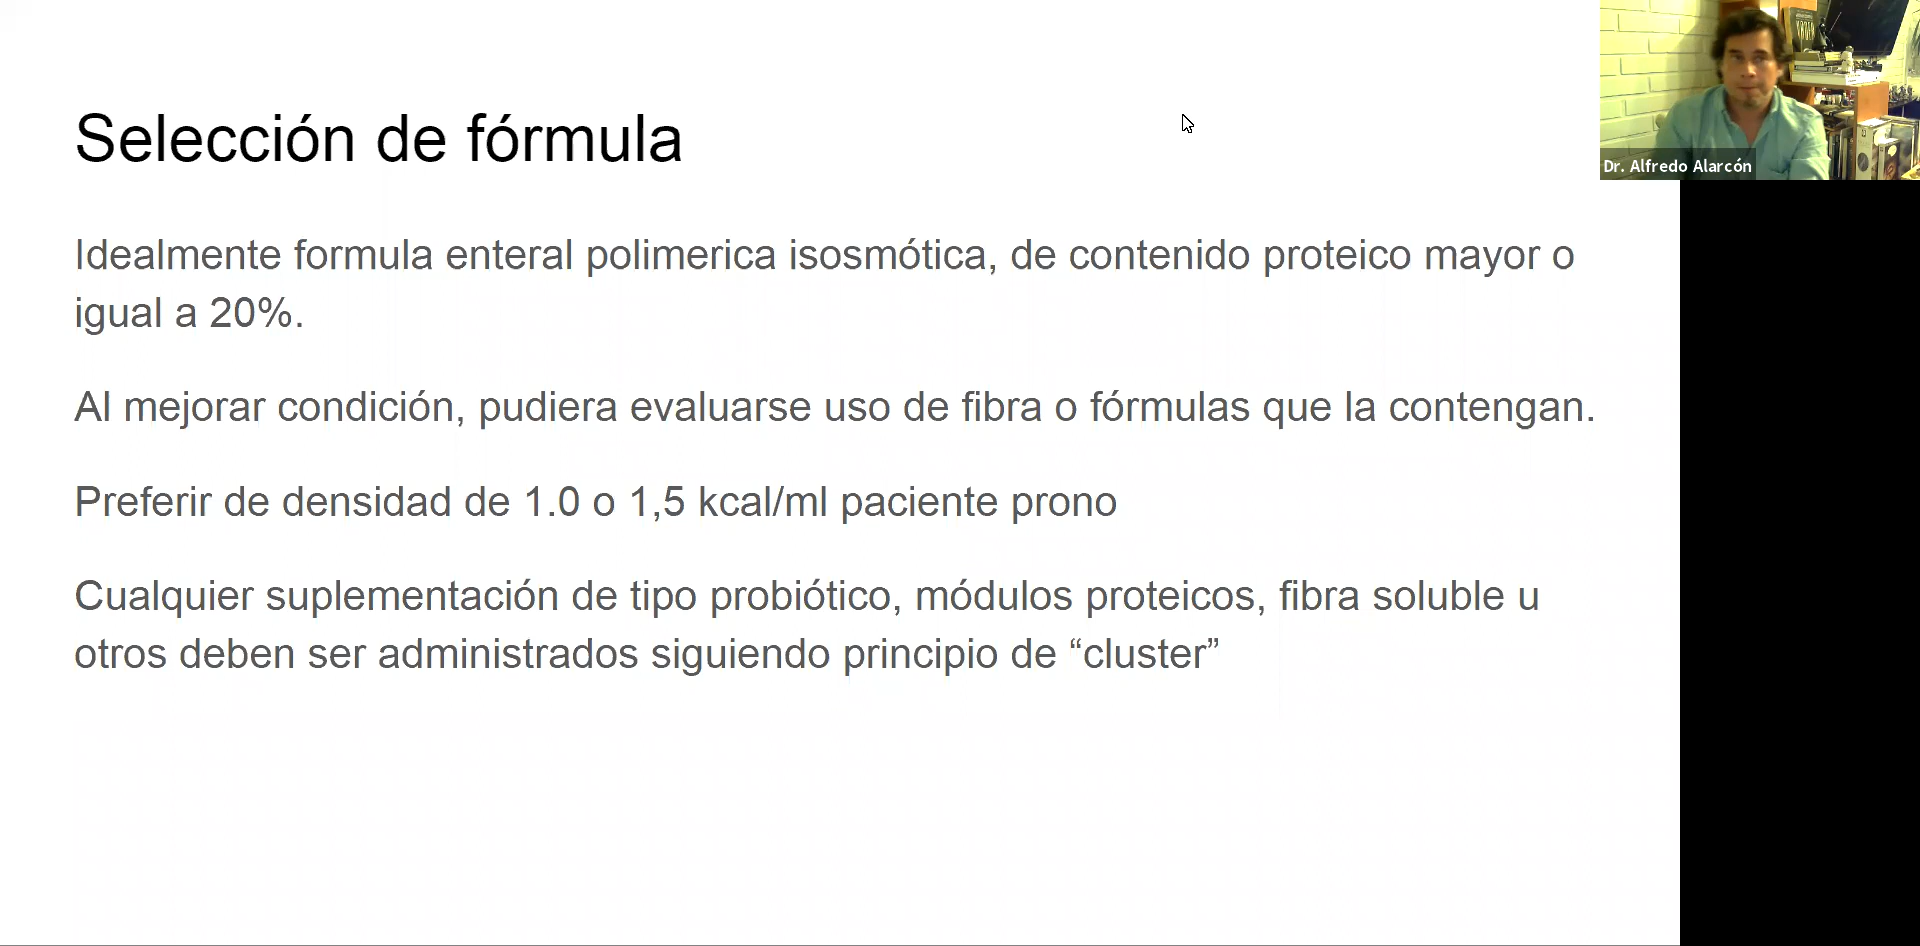 Selección de fórmula
Idealmente formula enteral polimerica isosmótica, de contenido proteico mayor o
igual a 20%.
Al mejorar condición, pudiera evaluarse uso de fibra o fórmulas que la contengan.
Preferir de densidad de 1.0 o 1,5 kcal/ml paciente prono
Cualquier suplementación de tipo probiótico, módulos proteicos, fibra soluble u
otros deben ser administrados siguiendo principio de “cluster”
Dr. Alfredo Alarcón